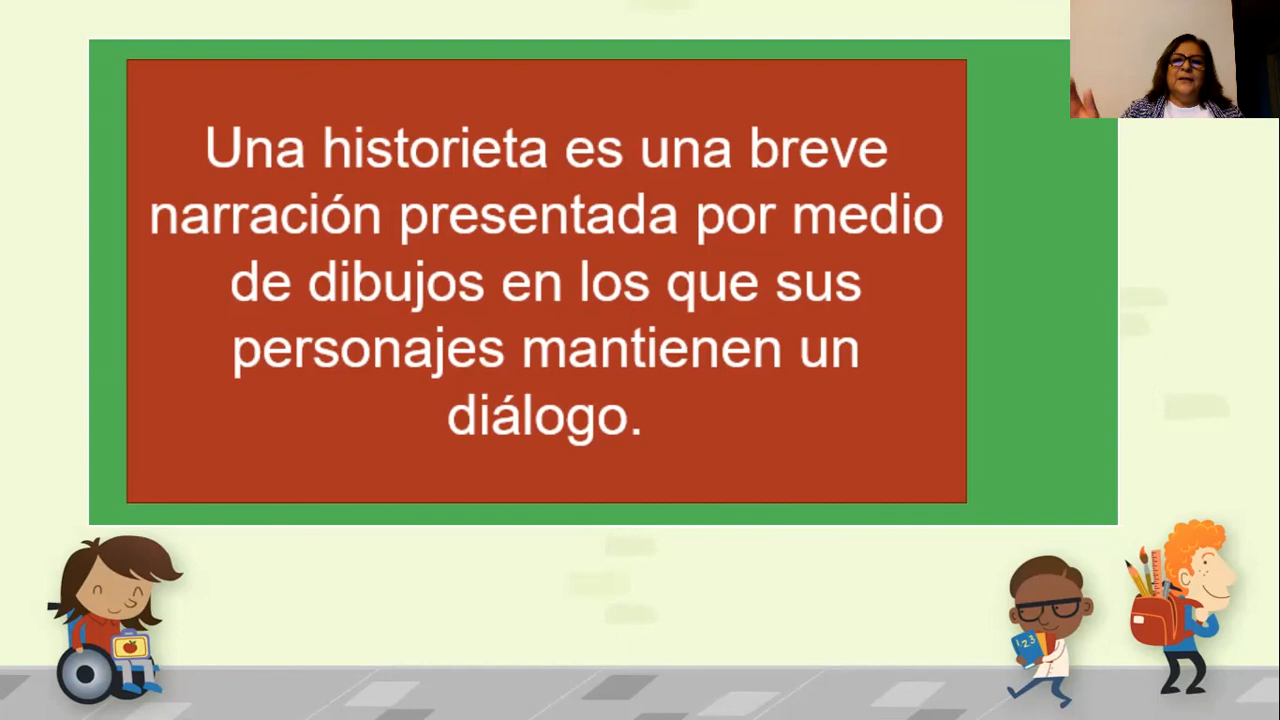 Una historieta es una breve
narración presentada por medio
de dibujos en los que sus
personajes mantienen un
diálogo.
123